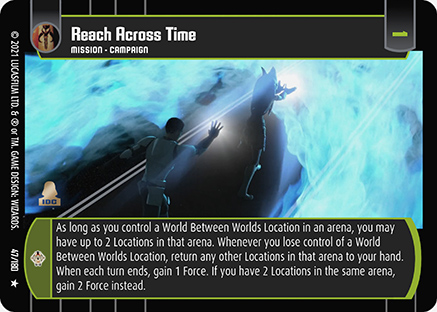 Reach Across Time
MISSION - CAMPAIGN
IDC
As long as you control a World Between Worlds Location in an arena, you may
have up to 2 Locations in that arena. Whenever you lose control of a World
Between Worlds Location, return any other Locations in that arena to your hand.
When each turn ends, gain 1 Force. If you have 2 Locations in the same arena,
gain 2 Force instead.
© 2021 LUCASFILM LTD. & ® or TM. GAME DESIGN: WIZARDS.
47/180 ★